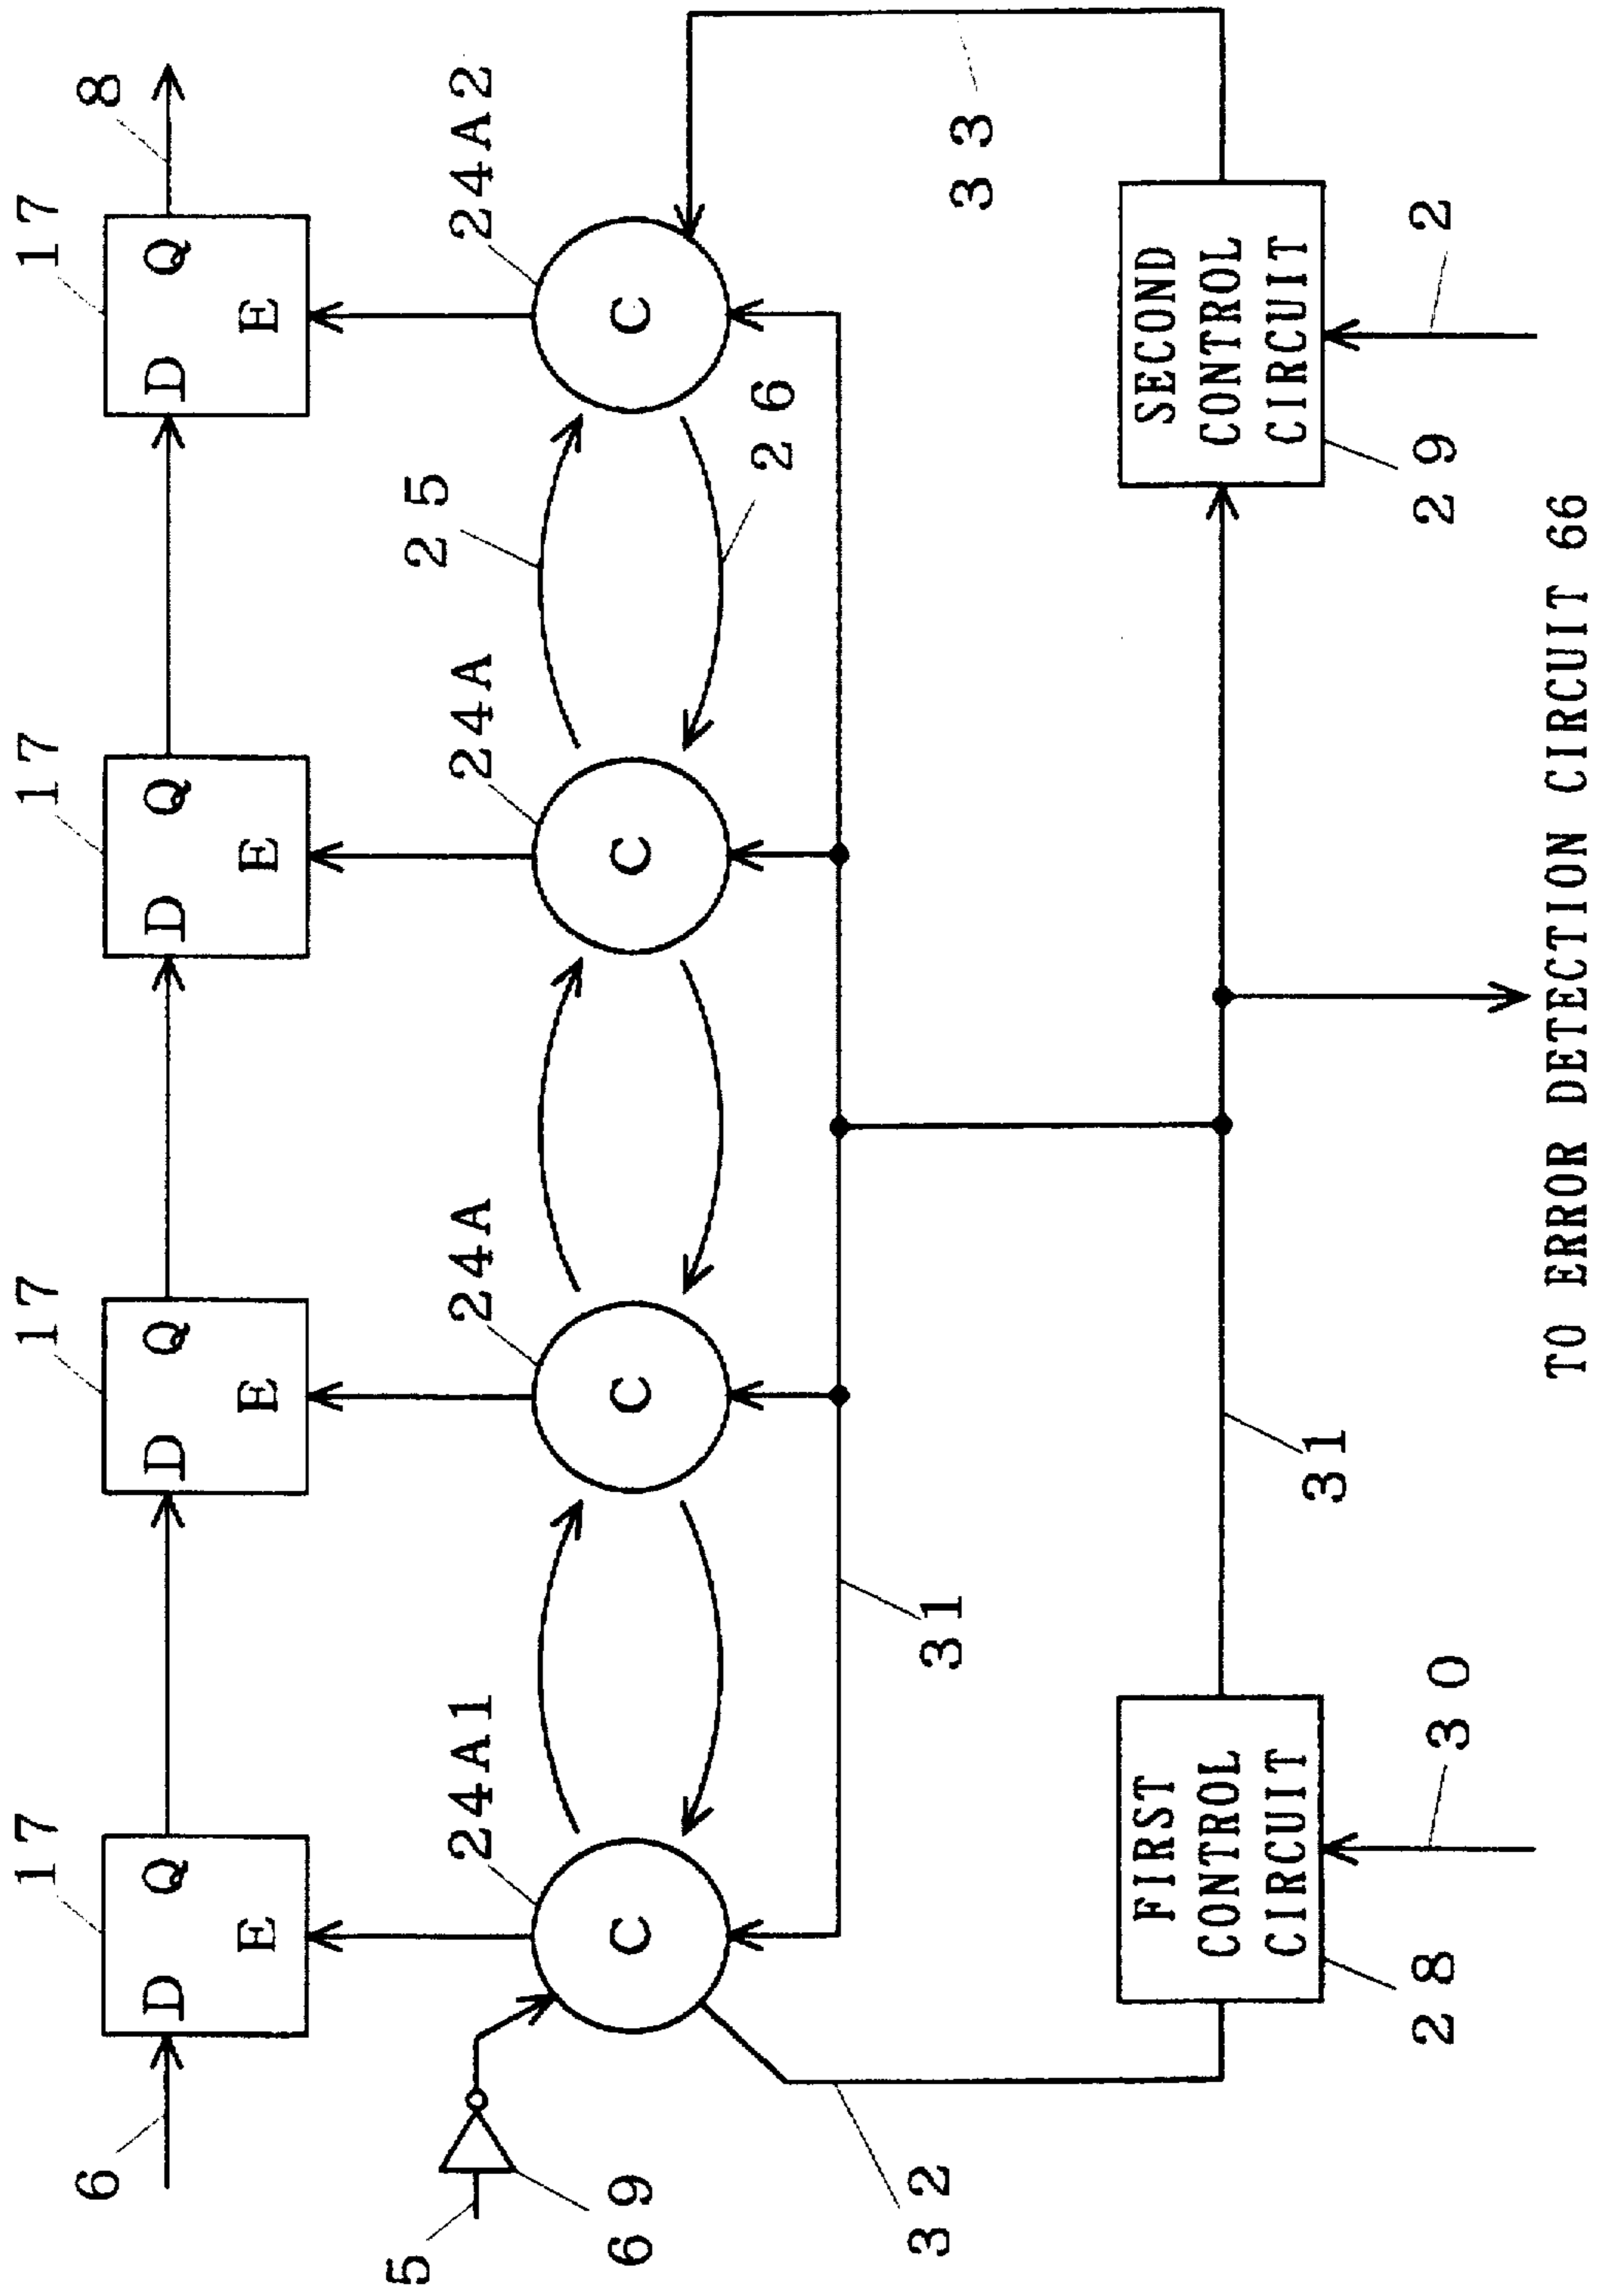 17
17
17
17
6
D
Q
E
D
Q
E
D
Q
E
D
Q
E
8
5
69
24A1
24A
24A
25
24A2
C
C
C
C
26
32
31
33
FIRST
CONTROL
CIRCUIT
SECOND
CONTROL
CIRCUIT
28
30
31
29
2
TO ERROR DETECTION CIRCUIT 66